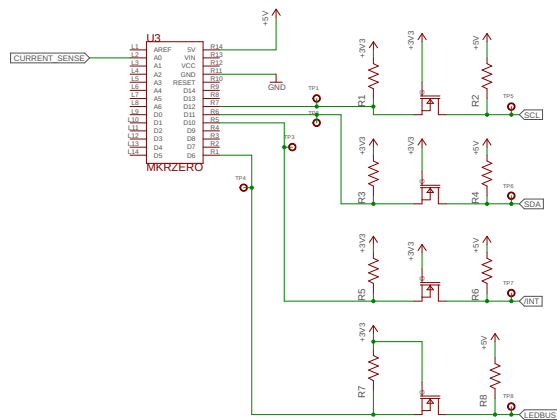 U3
+5V
L1 AREF 5V R14
L2 A0 VIN R13
L3 A1 VCC R12
L4 A2 GND R11
L5 A3 RESET R10
L6 A4 D14 R9
L7 A5 D13 R8
L8 A6 D12 R7
L9 D0 D11 R6
L10 D1 D10 R5
L11 D2 D9 R4
L12 D3 D8 R3
L13 D4 D7 R2
L14 D5 D6 R1
MKRZERO
CURRENT_SENSE
GND
TP1
TP3
TP4
+3V3
+3V3
+5V
R1
G
R2
TP5
SCL
+3V3
+3V3
+5V
R3
G
R4
TP6
SDA
+3V3
+3V3
+5V
R5
G
R6
TP7
/INT
+3V3
+5V
R7
G
R8
TP8
LEDBUS